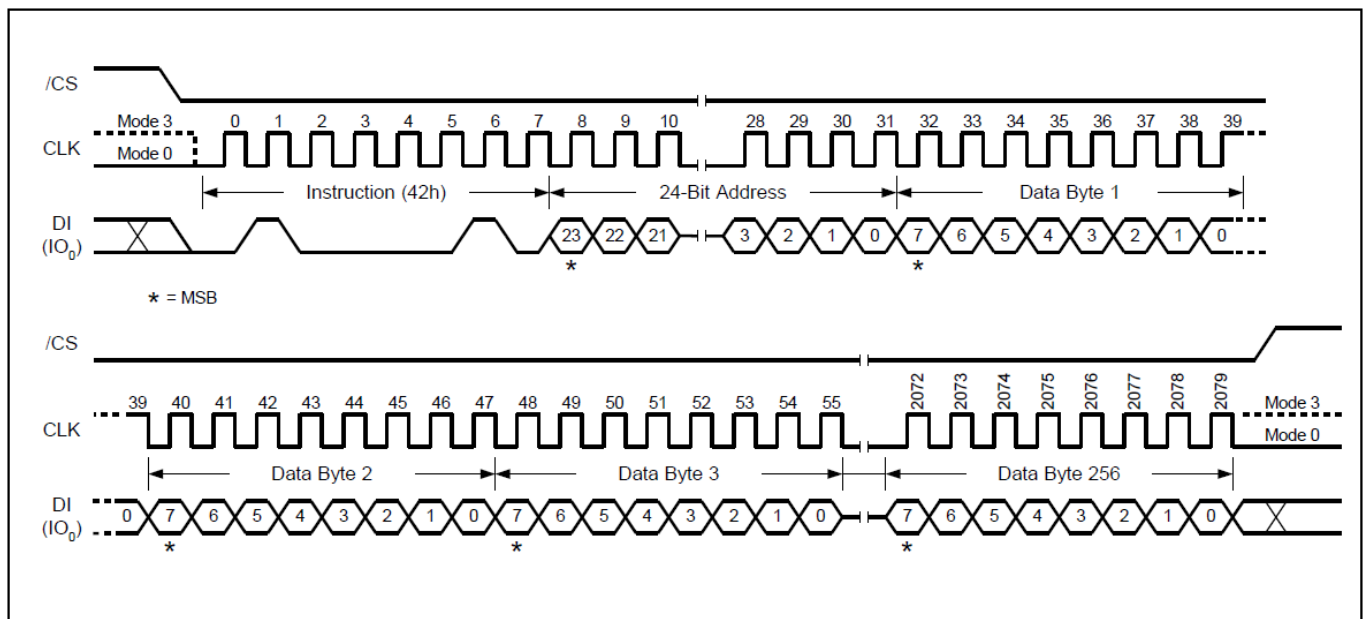 /CS
Mode 3 0 1 2 3 4 5 6 7 8 9 10 28 29 30 31 32 33 34 35 36 37 38 39
CLK
Mode 0
Instruction (42h) 24-Bit Address Data Byte 1
DI
(IO0) 23 22 21 3 2 1 0 7 6 5 4 3 2 1 0
* *
* = MSB
/CS
39 40 41 42 43 44 45 46 47 48 49 50 51 52 53 54 55 2072 2073 2074 2075 2076 2077 2078 2079 Mode 3
CLK
Mode 0
Data Byte 2 Data Byte 3 Data Byte 256
DI
(IO0) 0 7 6 5 4 3 2 1 0 7 6 5 4 3 2 1 0 7 6 5 4 3 2 1 0
* * *